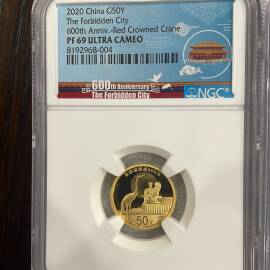 2020 China G50Y
The Forbidden City
600th Anniv.-Red Crowned Crane
PF 69 ULTRA CAMEO
8192968-004
600th Anniversary
The Forbidden City
NGC
50